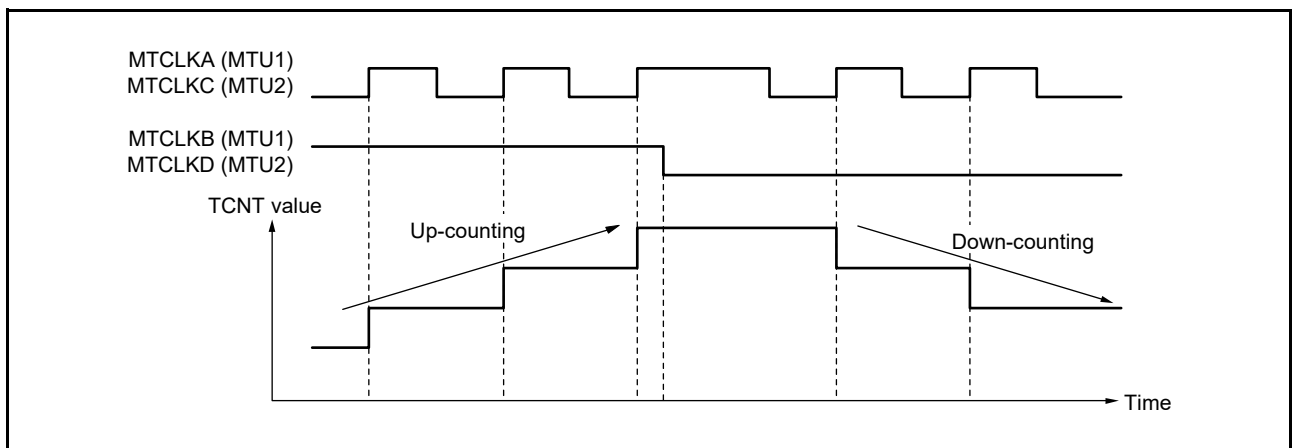 MTCLKA (MTU1)
MTCLKC (MTU2)
MTCLKB (MTU1)
MTCLKD (MTU2)
TCNT value
Up-counting
Down-counting
Time